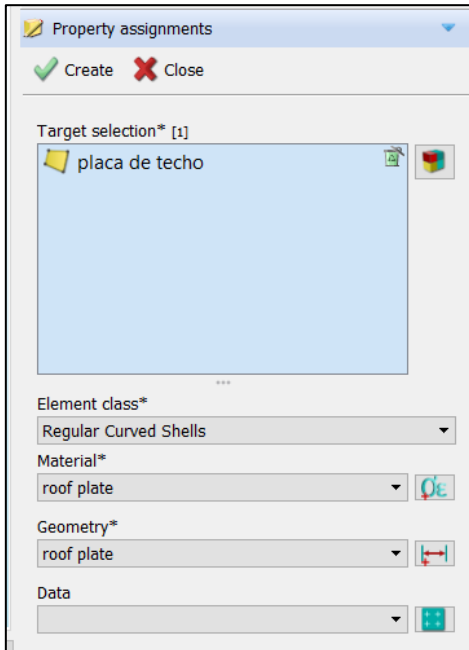 Property assignments
Create Close
Target selection* [1]
placa de techo
Element class*
Regular Curved Shells
Material*
roof plate
Geometry*
roof plate
Data